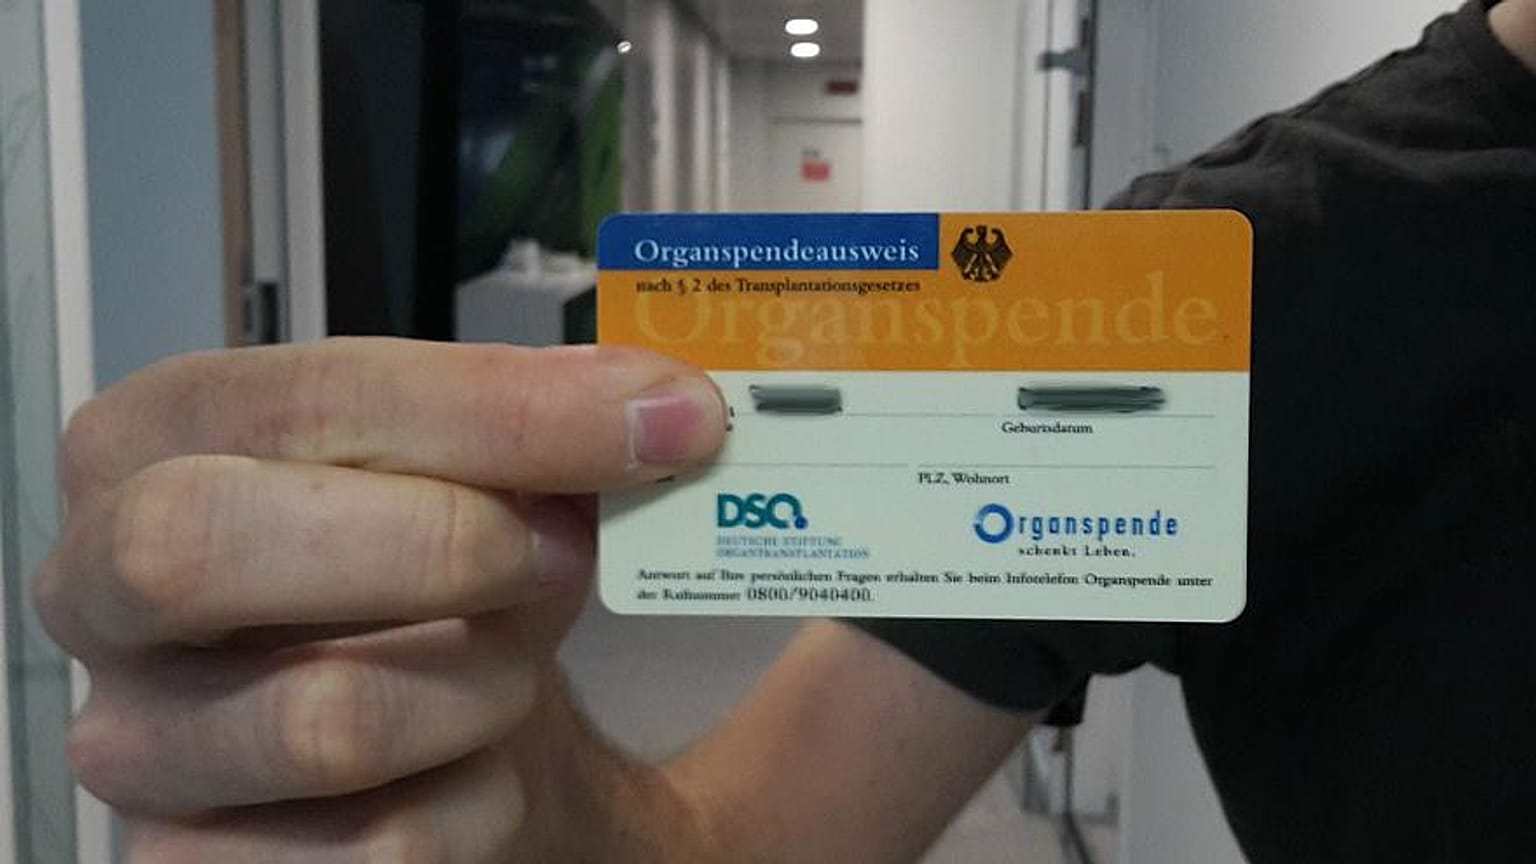 Organspendeausweis
nach § 2 des Transplantationsgesetzes
Organspende
Geburtsdatum
PLZ, Wohnort
DSO
DEUTSCHE STIFTUNG
ORGANTRANSPLANTATION
Organspende
schenkt Leben.
Antwort auf Ihre persönlichen Fragen erhalten Sie beim Infotelefon Organspende unter
der Rufnummer 0800/9040400.